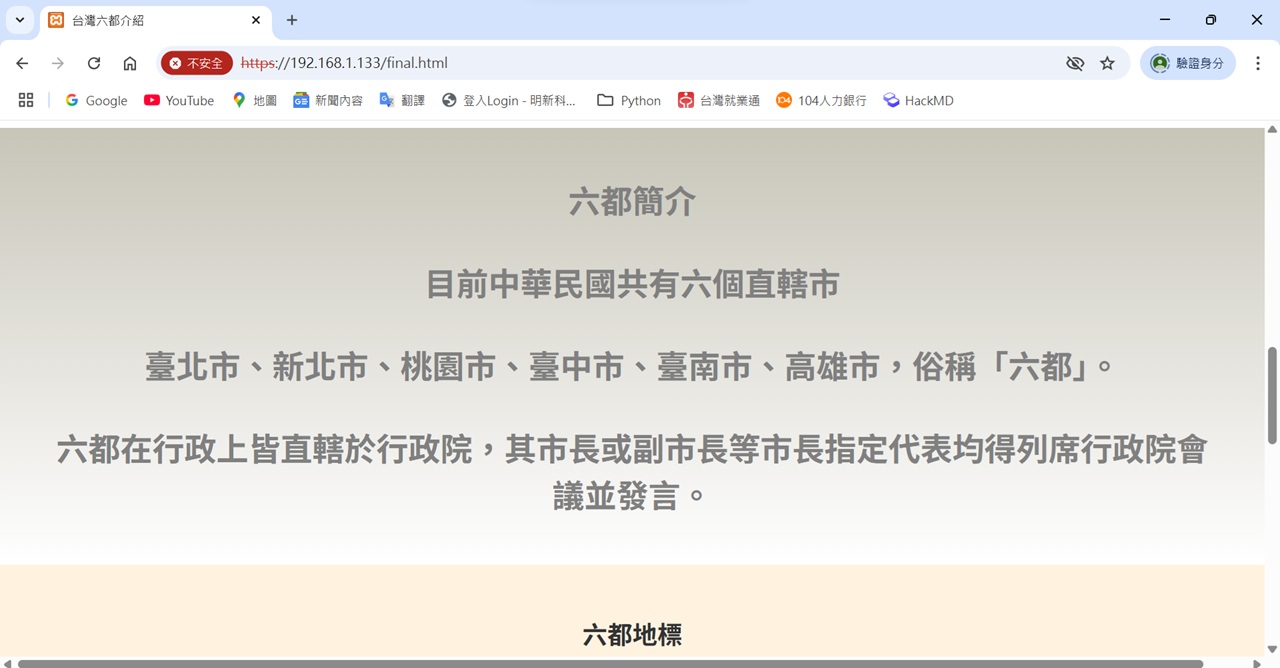 台灣六都介紹
不安全
https://192.168.1.133/final.html
驗證身分
Google
YouTube
地圖
新聞內容
翻譯
登入Login - 明新科...
Python
台灣就業通
104
104人力銀行
HackMD
六都簡介
目前中華民國共有六個直轄市
臺北市、新北市、桃園市、臺中市、臺南市、高雄市，俗稱「六都」。
六都在行政上皆直轄於行政院，其市長或副市長等市長指定代表均得列席行政院會
議並發言。
六都地標